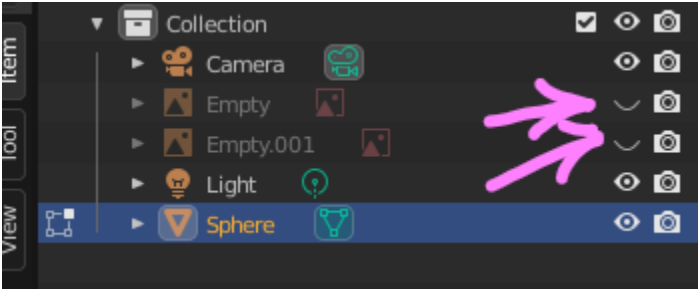 Collection
Item
Camera
Empty
Tool
Empty.001
Light
View
Sphere